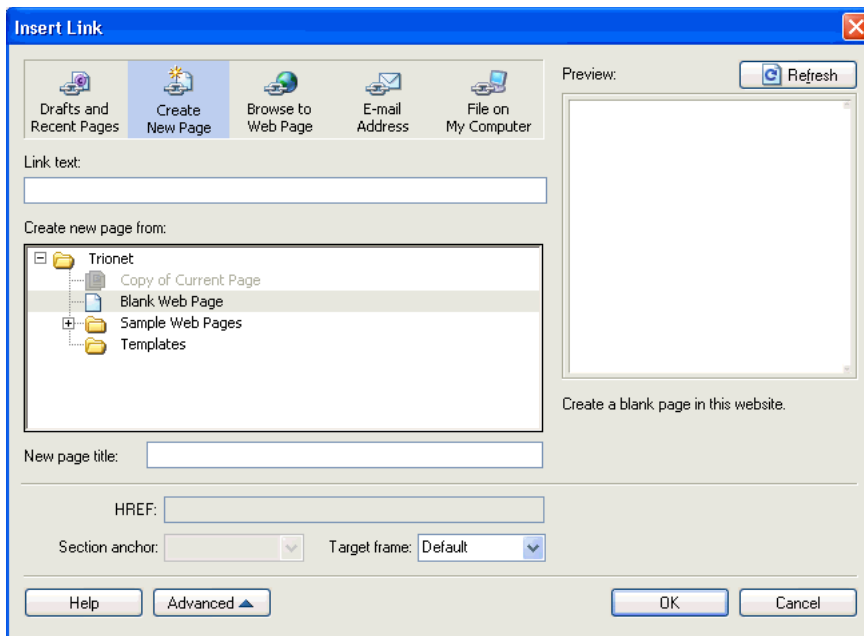 Insert Link
Drafts and
Recent Pages
Create
New Page
Browse to
Web Page
E-mail
Address
File on
My Computer
Preview:
Refresh
Link text:
Create new page from:
Trionet
Copy of Current Page
Blank Web Page
Sample Web Pages
Templates
Create a blank page in this website.
New page title:
HREF:
Section anchor:
Target frame: Default
Help
Advanced
OK
Cancel